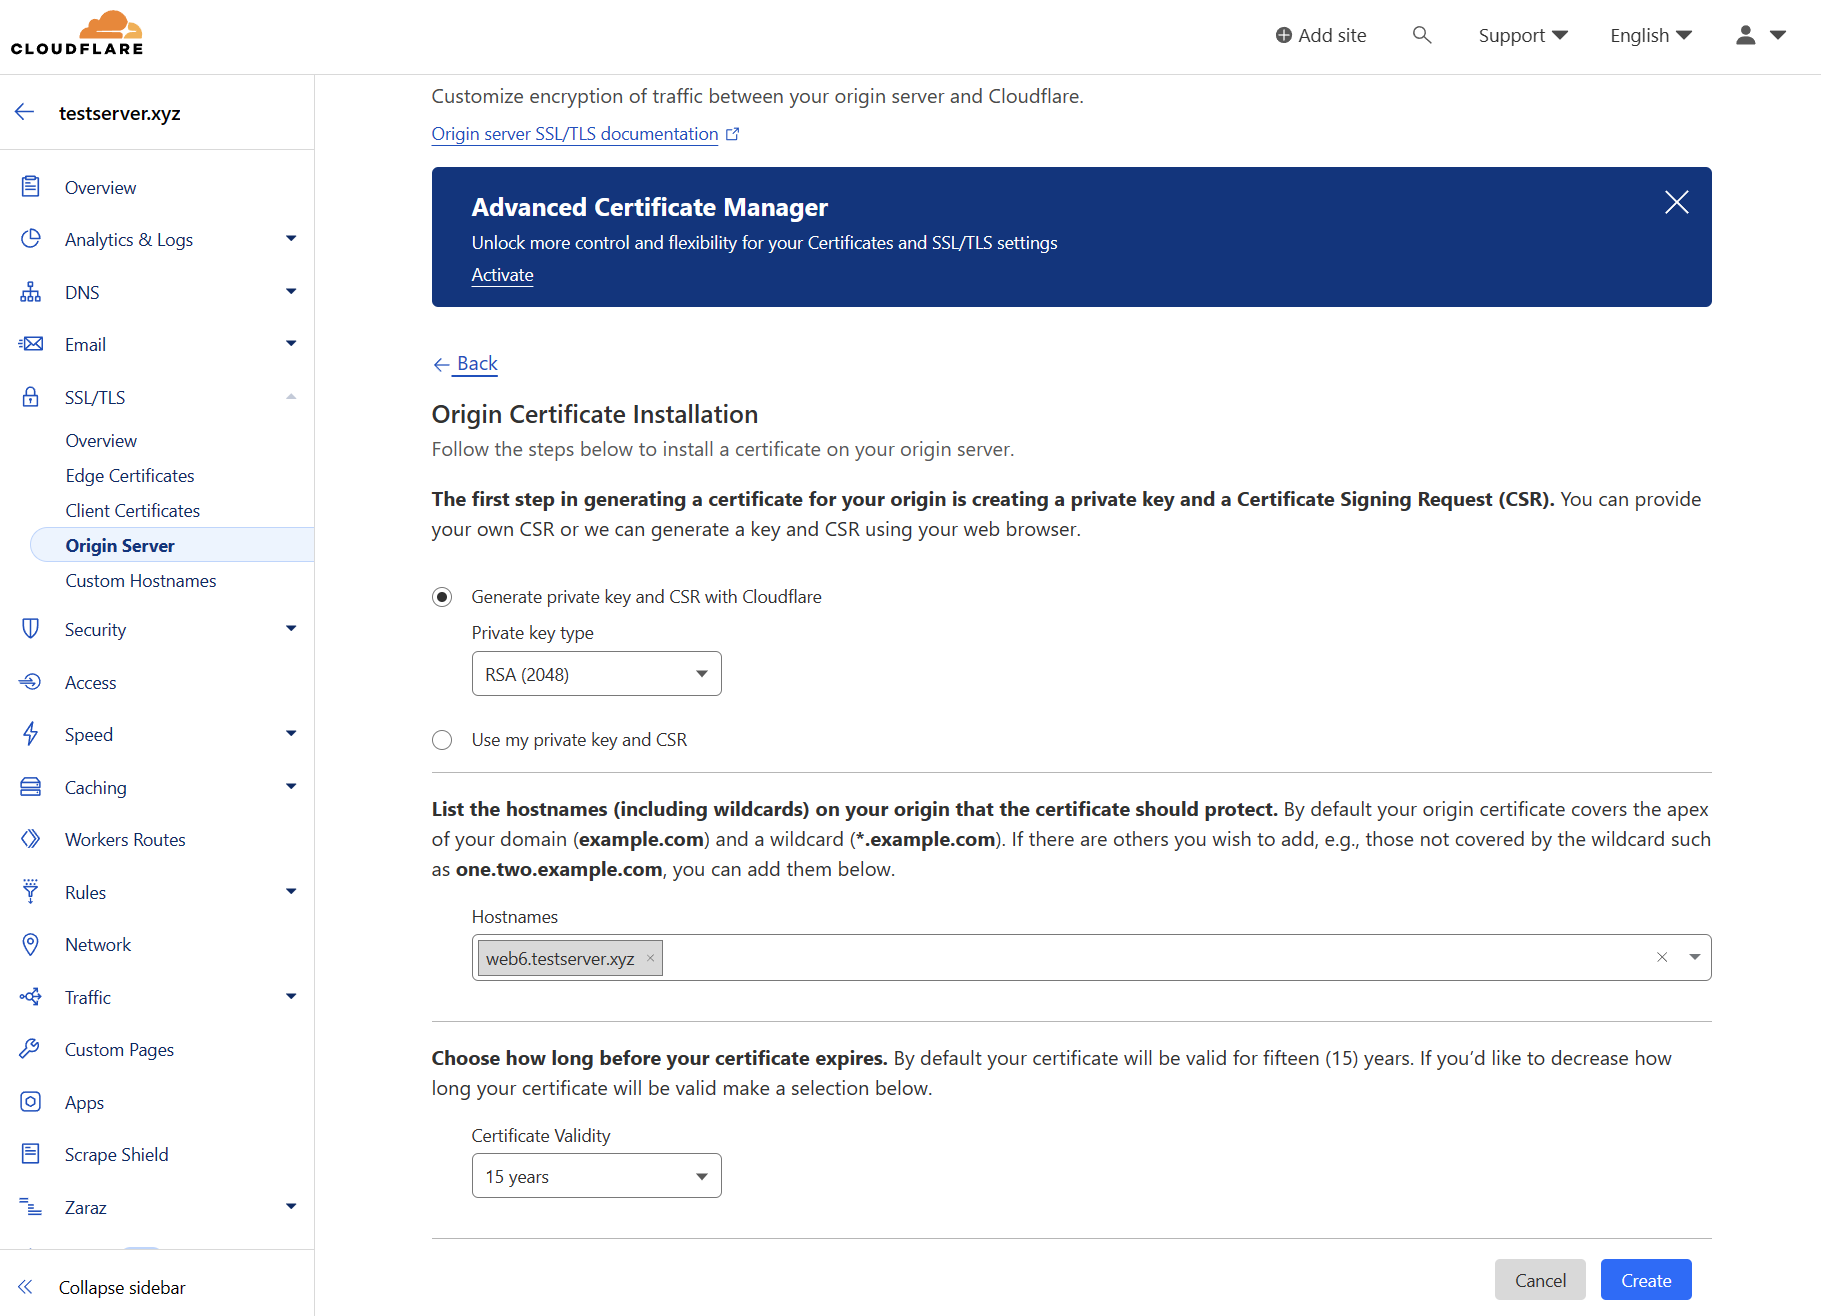 CLOUDFLARE
Add site
Support
English
testserver.xyz
Overview
Analytics & Logs
DNS
Email
SSL/TLS
Overview
Edge Certificates
Client Certificates
Origin Server
Custom Hostnames
Security
Access
Speed
Caching
Workers Routes
Rules
Network
Traffic
Custom Pages
Apps
Scrape Shield
Zaraz
Collapse sidebar
Customize encryption of traffic between your origin server and Cloudflare.
Origin server SSL/TLS documentation
Advanced Certificate Manager
Unlock more control and flexibility for your Certificates and SSL/TLS settings
Activate
Back
Origin Certificate Installation
Follow the steps below to install a certificate on your origin server.
The first step in generating a certificate for your origin is creating a private key and a Certificate Signing Request (CSR). You can provide
your own CSR or we can generate a key and CSR using your web browser.
Generate private key and CSR with Cloudflare
Private key type
RSA (2048)
Use my private key and CSR
List the hostnames (including wildcards) on your origin that the certificate should protect. By default your origin certificate covers the apex
of your domain (example.com) and a wildcard (*.example.com). If there are others you wish to add, e.g., those not covered by the wildcard such
as one.two.example.com, you can add them below.
Hostnames
web6.testserver.xyz
Choose how long before your certificate expires. By default your certificate will be valid for fifteen (15) years. If you’d like to decrease how
long your certificate will be valid make a selection below.
Certificate Validity
15 years
Cancel
Create